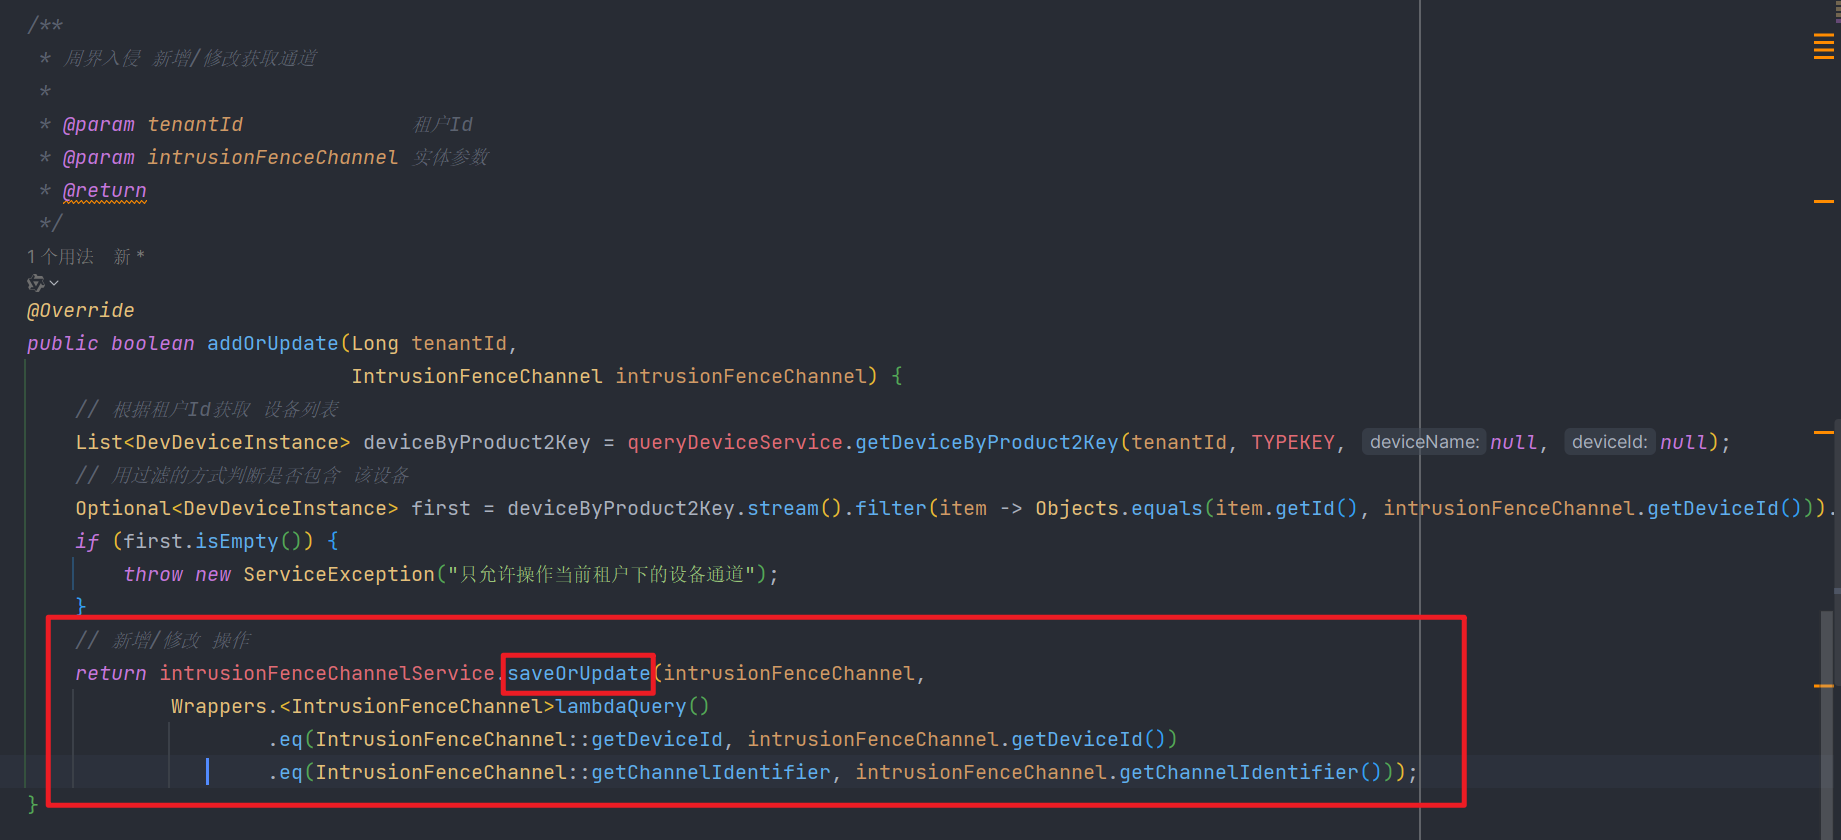 /**
 * 周界入侵 新增/修改获取通道
 *
 * @param tenantId 租户Id
 * @param intrusionFenceChannel 实体参数
 * @return
 */
1 个用法 新 *
@Override
public boolean addOrUpdate(Long tenantId,
IntrusionFenceChannel intrusionFenceChannel) {
// 根据租户Id获取 设备列表
List<DevDeviceInstance> deviceByProduct2Key = queryDeviceService.getDeviceByProduct2Key(tenantId, TYPEKEY, deviceName: null, deviceId: null);
// 用过滤的方式判断是否包含 该设备
Optional<DevDeviceInstance> first = deviceByProduct2Key.stream().filter(item -> Objects.equals(item.getId(), intrusionFenceChannel.getDeviceId())).
if (first.isEmpty()) {
throw new ServiceException("只允许操作当前租户下的设备通道");
}
// 新增/修改 操作
return intrusionFenceChannelService.saveOrUpdate(intrusionFenceChannel,
Wrappers.<IntrusionFenceChannel>lambdaQuery()
.eq(IntrusionFenceChannel::getDeviceId, intrusionFenceChannel.getDeviceId())
.eq(IntrusionFenceChannel::getChannelIdentifier, intrusionFenceChannel.getChannelIdentifier()));
}